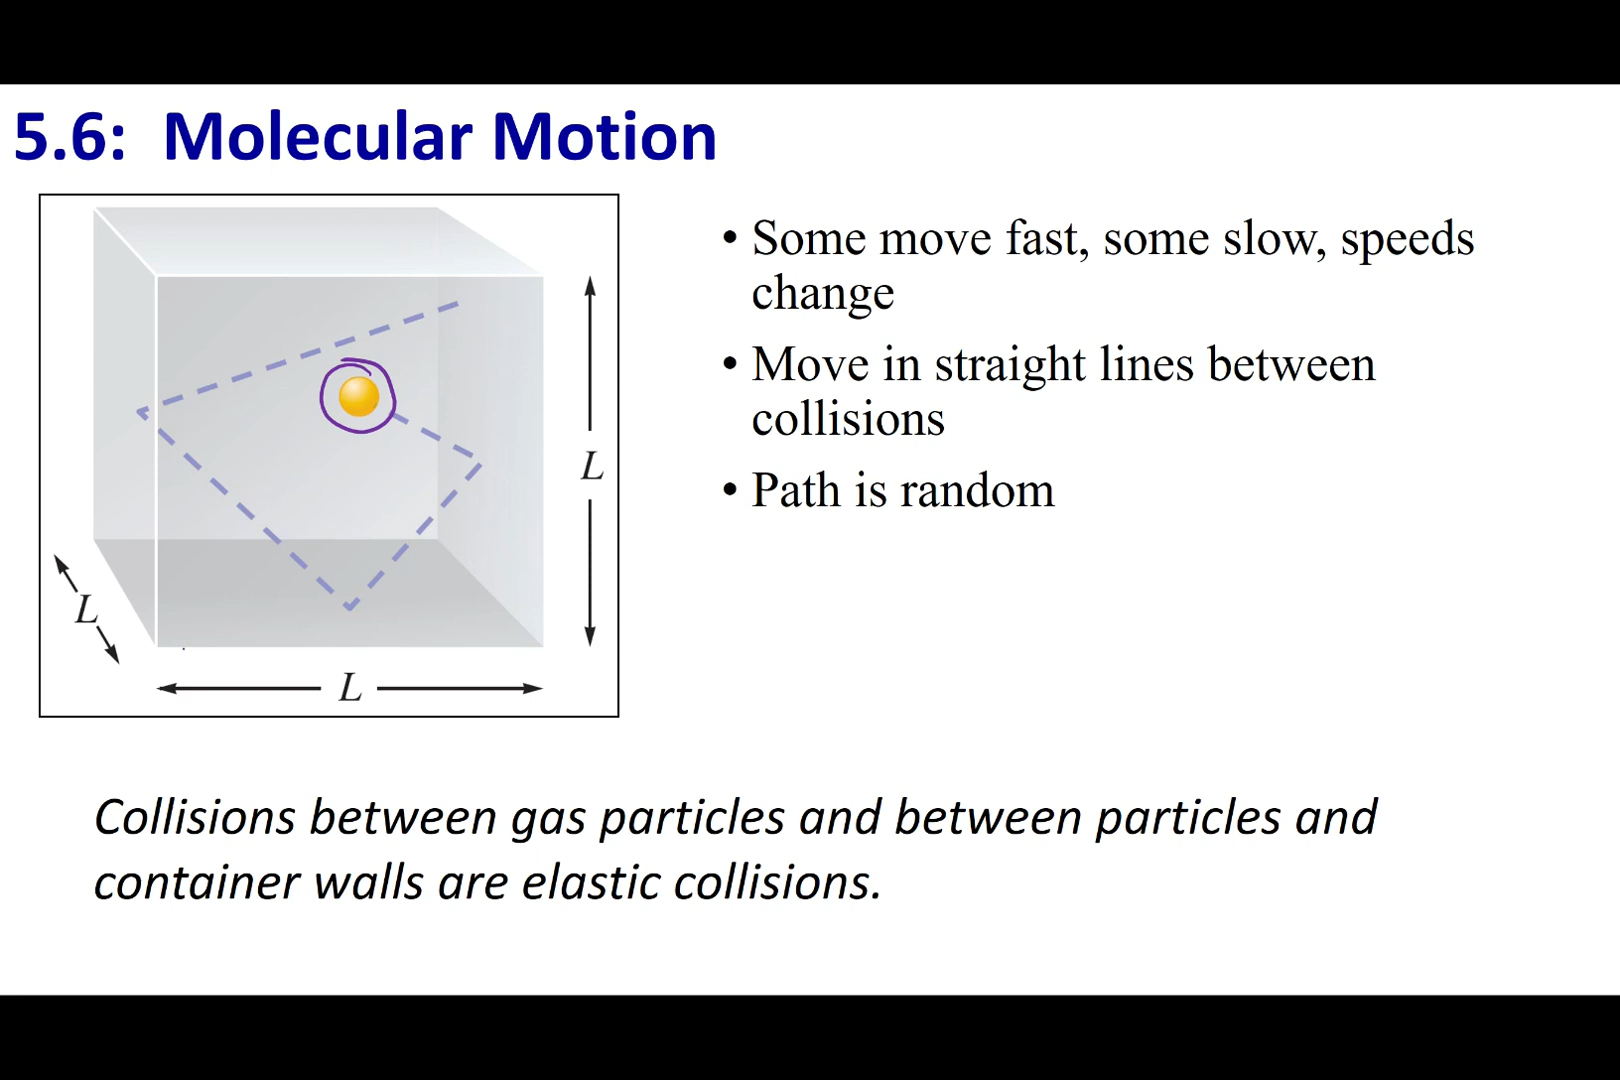 5.6: Molecular Motion
• Some move fast, some slow, speeds
change
• Move in straight lines between
collisions
• Path is random
L
L
L
Collisions between gas particles and between particles and
container walls are elastic collisions.